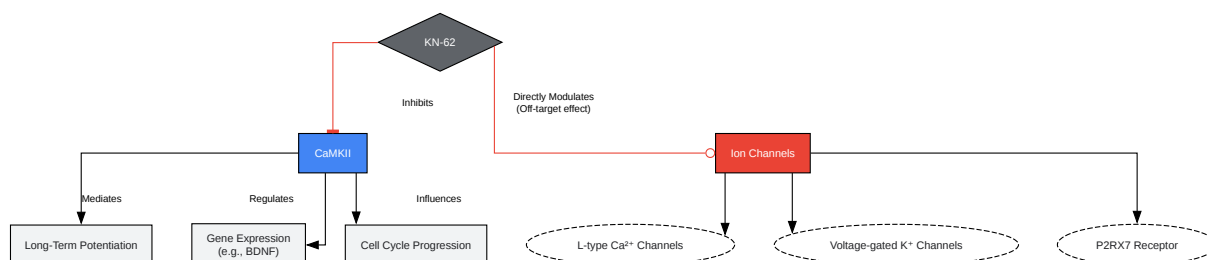 KN-62
Inhibits
Directly Modulates
(Off-target effect)
CaMKII
Ion Channels
Mediates
Regulates
Influences
Long-Term Potentiation
Gene Expression
(e.g., BDNF)
Cell Cycle Progression
L-type Ca²⁺ Channels
Voltage-gated K⁺ Channels
P2RX7 Receptor